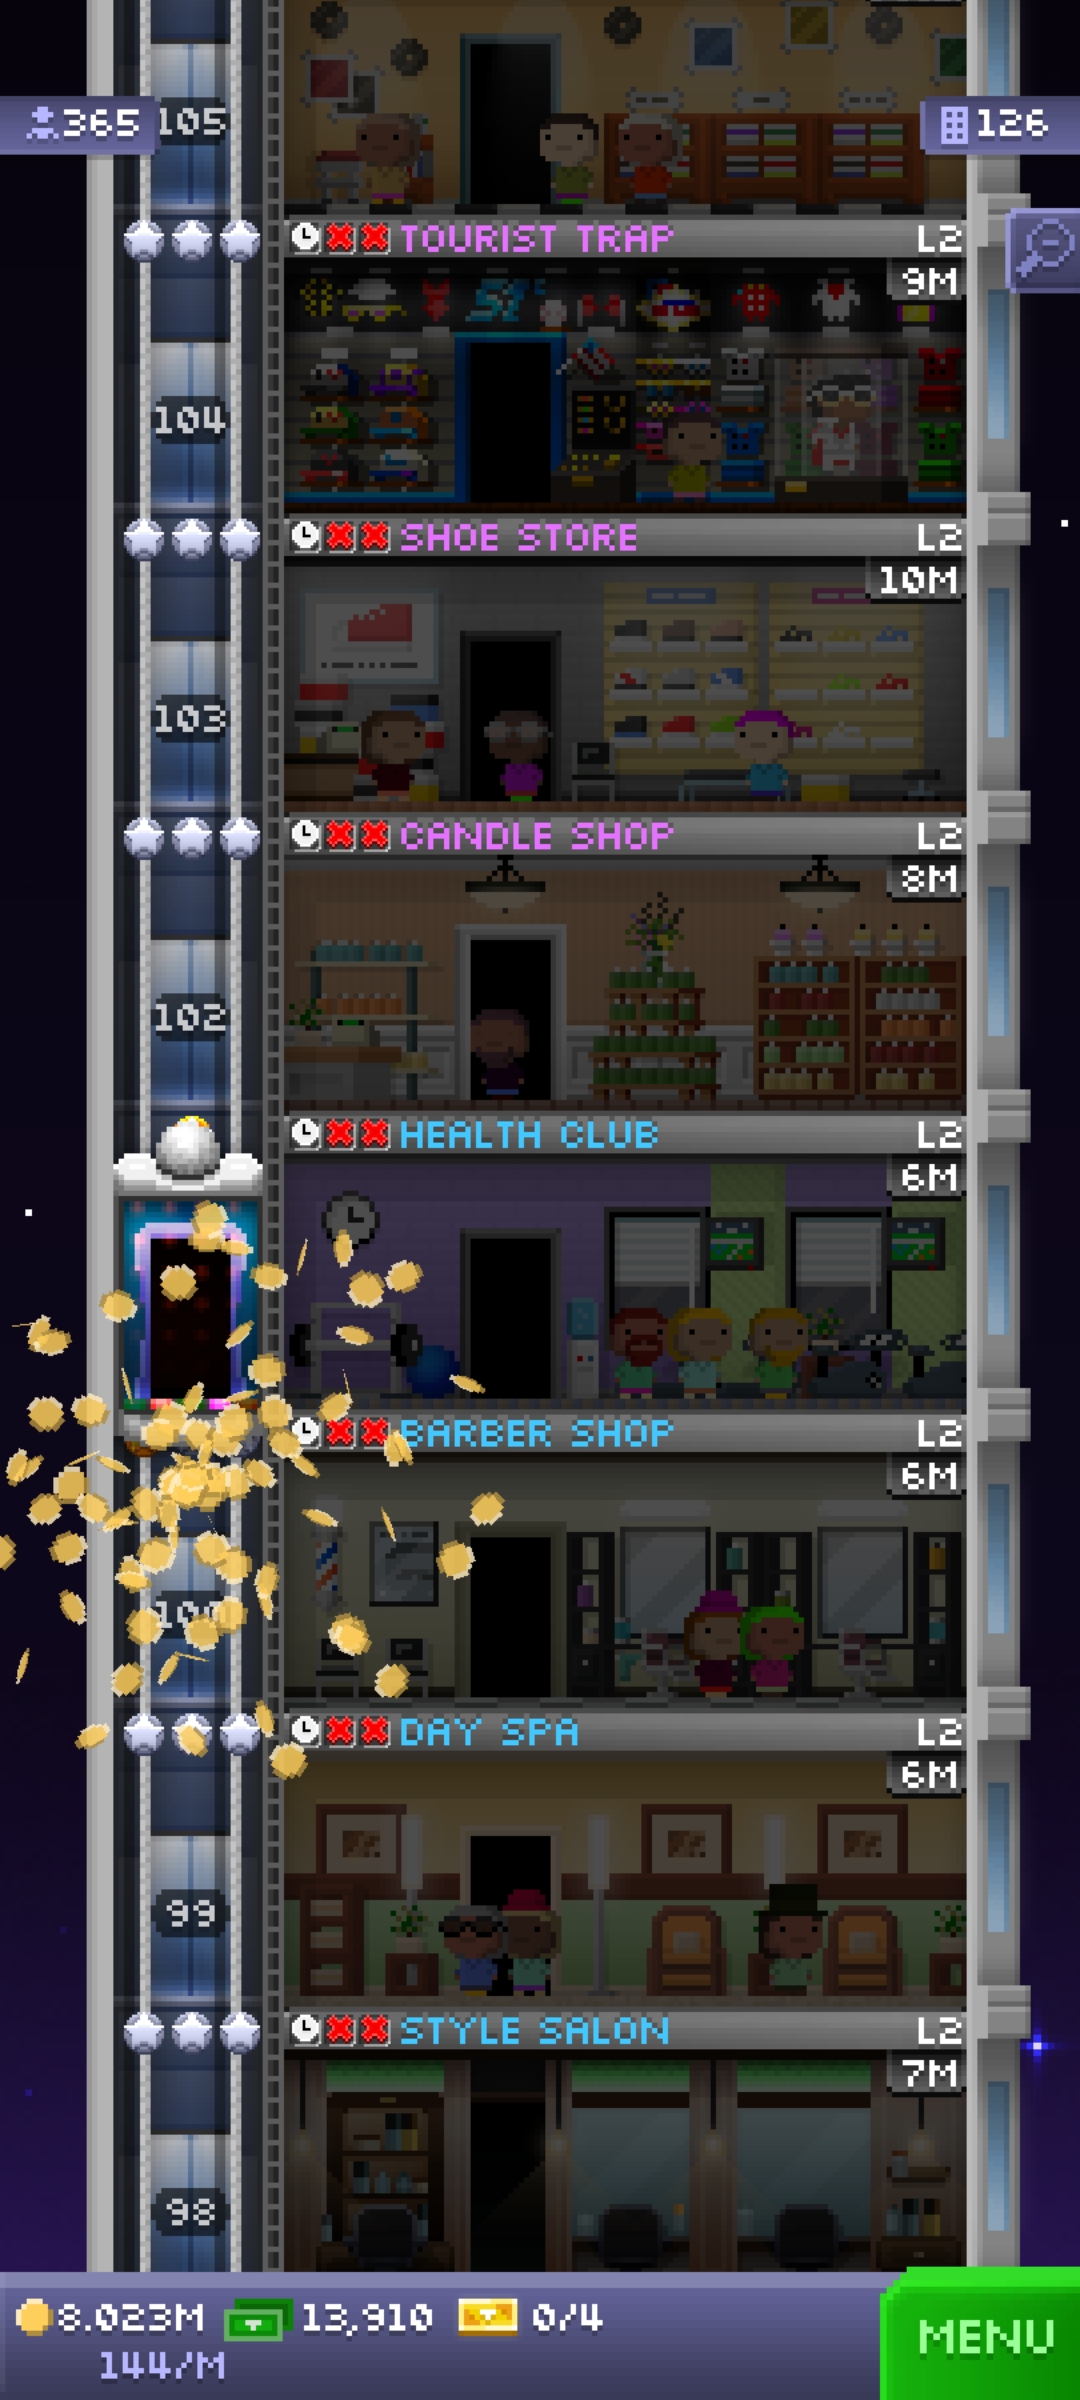 365
105
126
TOURIST TRAP L2
9M
104
SHOE STORE L2
10M
103
CANDLE SHOP L2
8M
102
HEALTH CLUB L2
6M
BARBER SHOP L2
6M
100
DAY SPA L2
6M
99
STYLE SALON L2
7M
98
8.023M 13,910 0/4
144/M
MENU